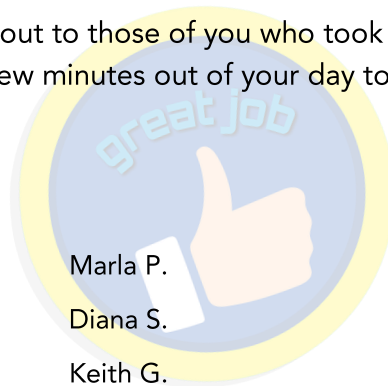 out to those of you who took
ew minutes out of your day to
great job
Marla P.
Diana S.
Keith G.